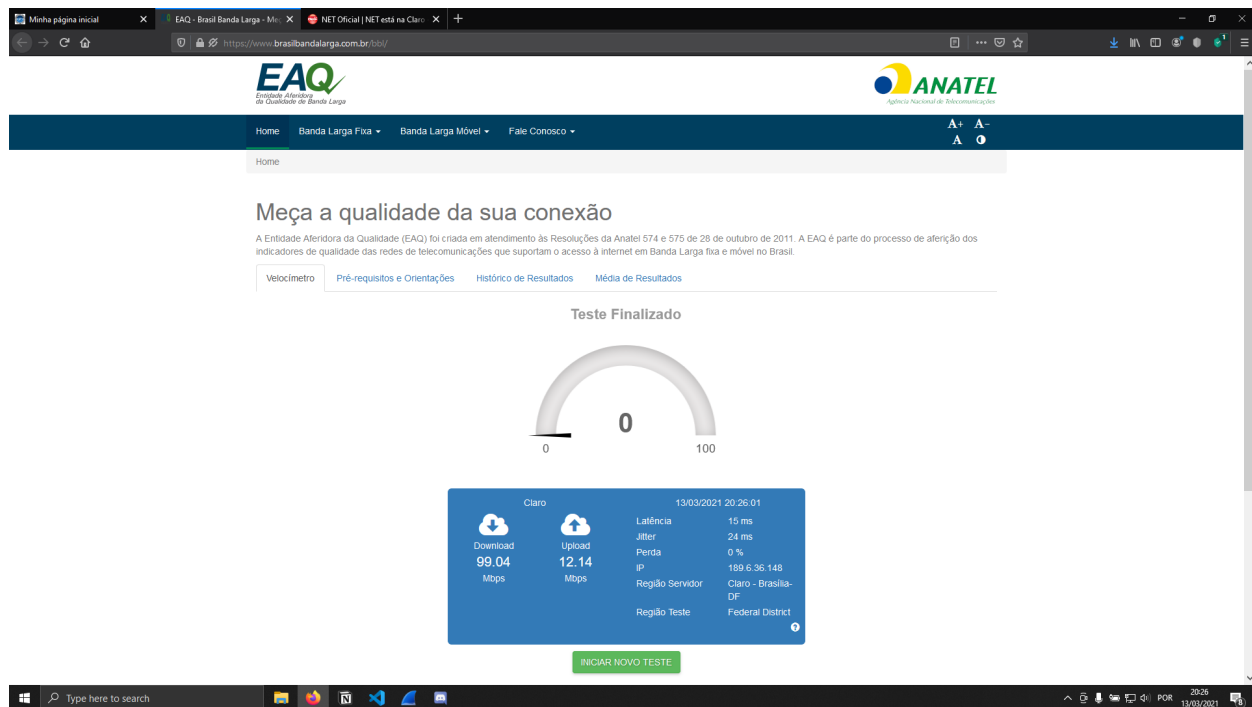 Minha página inicial
EAQ - Brasil Banda Larga - Meç
NET Oficial | NET está na Claro
https://www.brasilbandalarga.com.br/bbl/
EAQ
Entidade Aferidora
da Qualidade de Banda Larga
ANATEL
Agência Nacional de Telecomunicações
Home Banda Larga Fixa Banda Larga Móvel Fale Conosco
A+ A-
A
Home
Meça a qualidade da sua conexão
A Entidade Aferidora da Qualidade (EAQ) foi criada em atendimento às Resoluções da Anatel 574 e 575 de 28 de outubro de 2011. A EAQ é parte do processo de aferição dos
indicadores de qualidade das redes de telecomunicações que suportam o acesso à internet em Banda Larga fixa e móvel no Brasil.
Velocímetro Pré-requisitos e Orientações Histórico de Resultados Média de Resultados
Teste Finalizado
0
0 100
Claro
Download
99.04
Mbps
Upload
12.14
Mbps
13/03/2021 20:26:01
Latência 15 ms
Jitter 24 ms
Perda 0 %
IP 189.6.36.148
Região Servidor Claro - Brasília-
DF
Região Teste Federal District
INICIAR NOVO TESTE
Type here to search
POR
20:26
13/03/2021